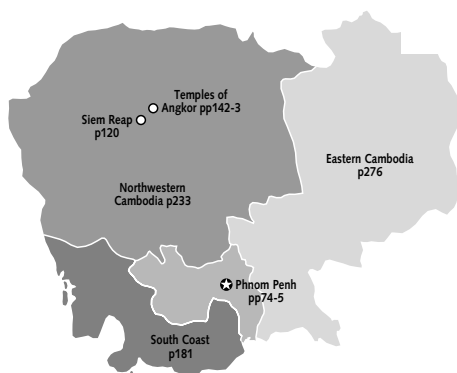 Temples of
Angkor pp142-3
Siem Reap
p120
Eastern Cambodia
p276
Northwestern
Cambodia p233
Phnom Penh
pp74-5
South Coast
p181